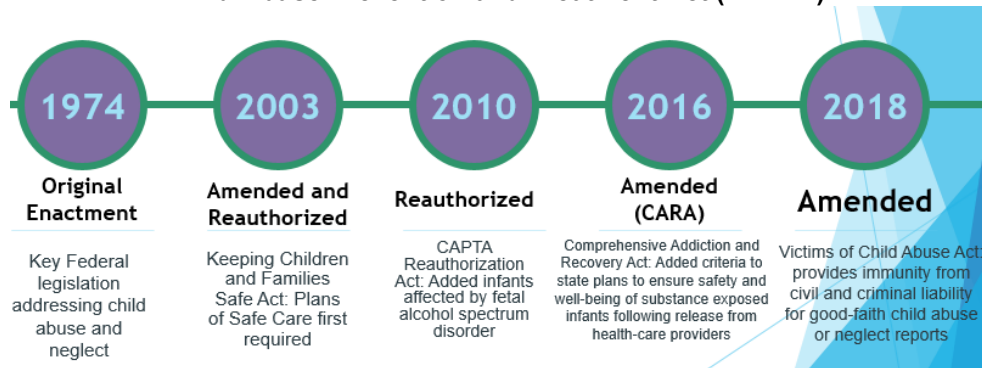 1974
2003
2010
2016
2018
Original
Enactment
Key Federal
legislation
addressing child
abuse and
neglect
Amended and
Reauthorized
Keeping Children
and Families
Safe Act: Plans
of Safe Care first
required
Reauthorized
CAPTA
Reauthorization
Act: Added infants
affected by fetal
alcohol spectrum
disorder
Amended
(CARA)
Comprehensive Addiction and
Recovery Act: Added criteria to
state plans to ensure safety and
well-being of substance exposed
infants following release from
health-care providers
Amended
Victims of Child Abuse Act:
provides immunity from
civil and criminal liability
for good-faith child abuse
or neglect reports